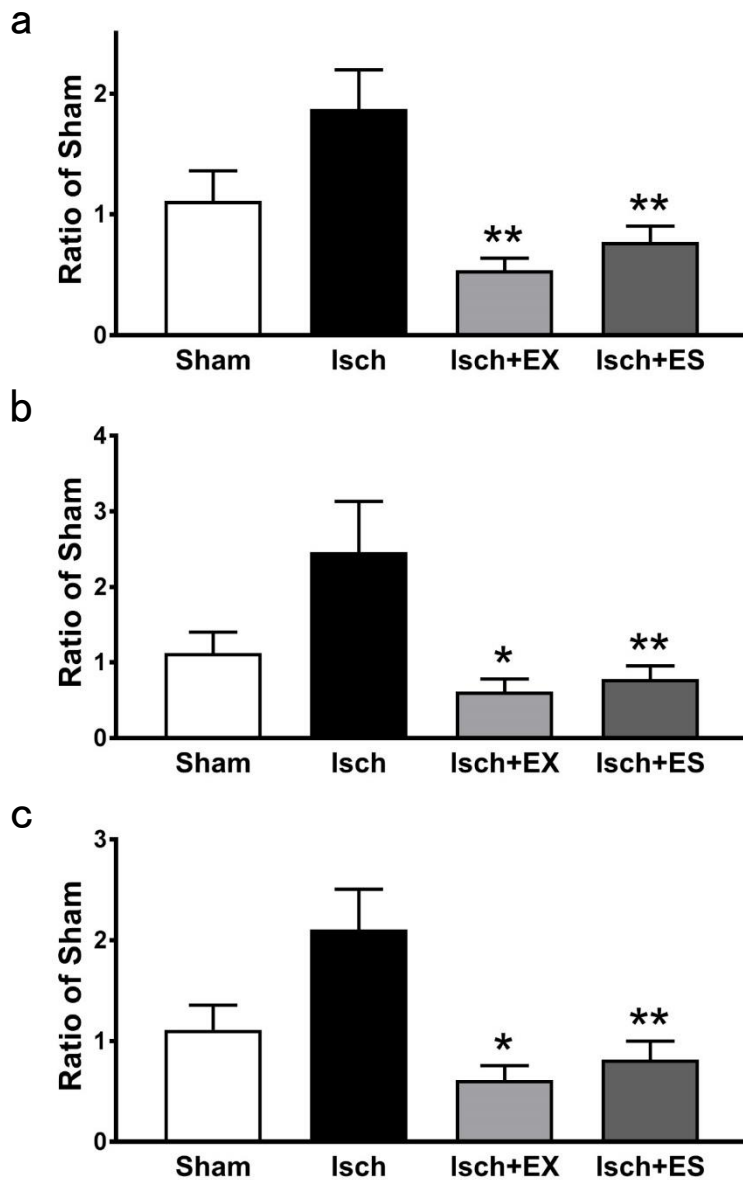 a
Ratio of Sham
2
1
0
**
**
Sham Isch Isch+EX Isch+ES
b
Ratio of Sham
4
3
2
1
0
*
**
Sham Isch Isch+EX Isch+ES
c
Ratio of Sham
3
2
1
0
*
**
Sham Isch Isch+EX Isch+ES